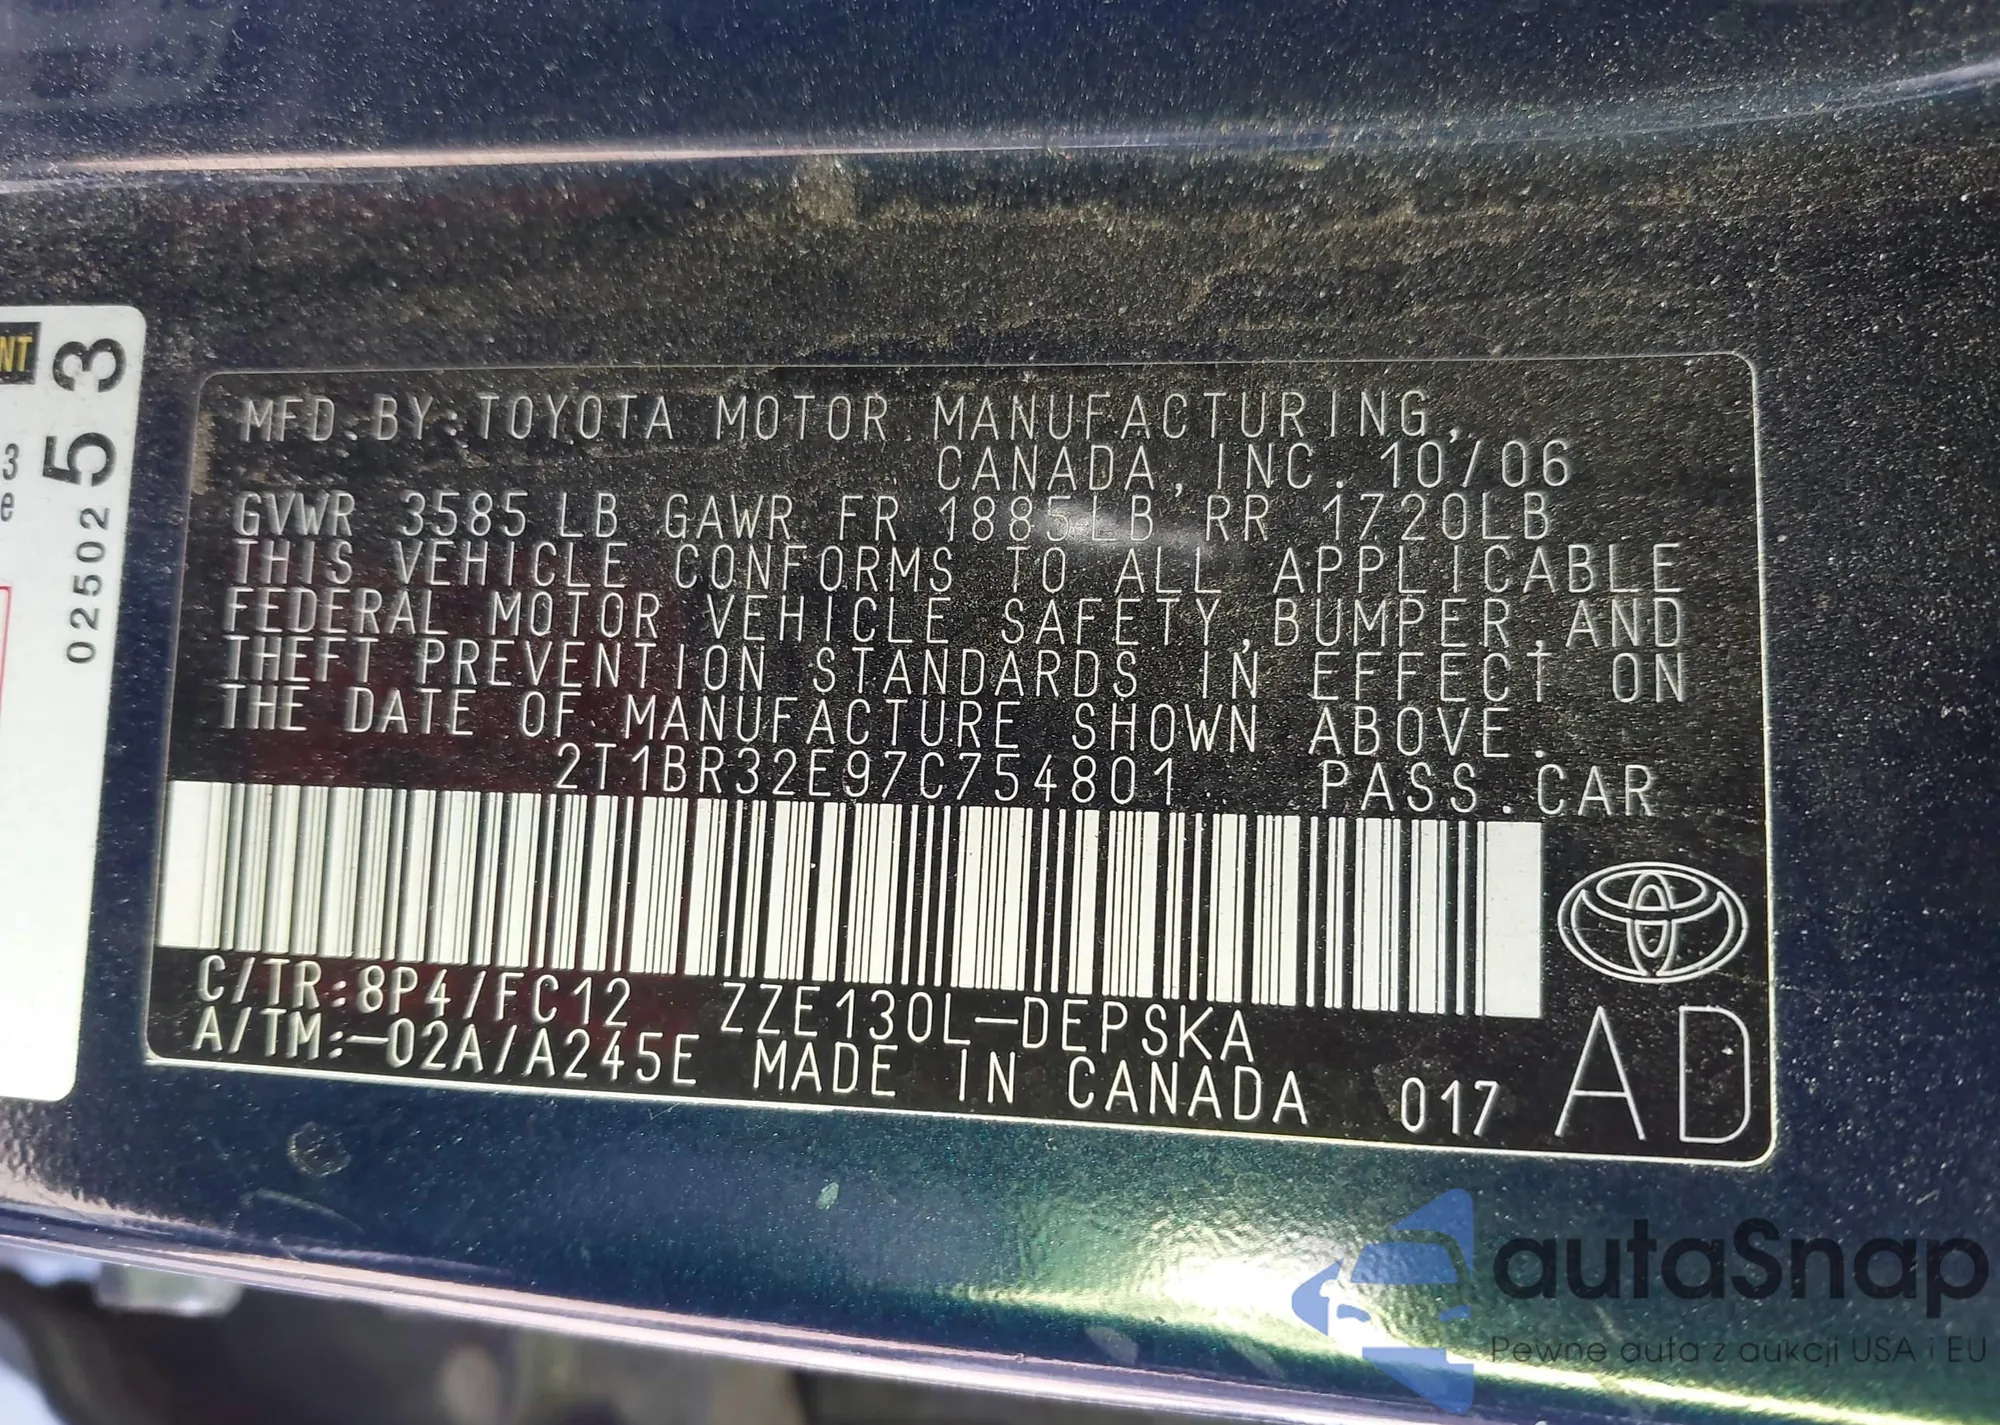 NT
3
e
02502 53
MFD.BY:TOYOTA MOTOR MANUFACTURING,
CANADA, INC. 10/06
GVWR 3585LB GAWR FR 1885LB RR 1720LB
THIS VEHICLE CONFORMS TO ALL APPLICABLE
FEDERAL MOTOR VEHICLE SAFETY,BUMPER,AND
THEFT PREVENTION STANDARDS IN EFFECT ON
THE DATE OF MANUFACTURE SHOWN ABOVE.
2T1BR32E97C754801 PASS.CAR
C/TR:8P4/FC12 ZZE130L-DEPSKA
A/TM:-02A/A245E MADE IN CANADA 017 AD
autaSnap
Pewne auta z aukcji USA i EU